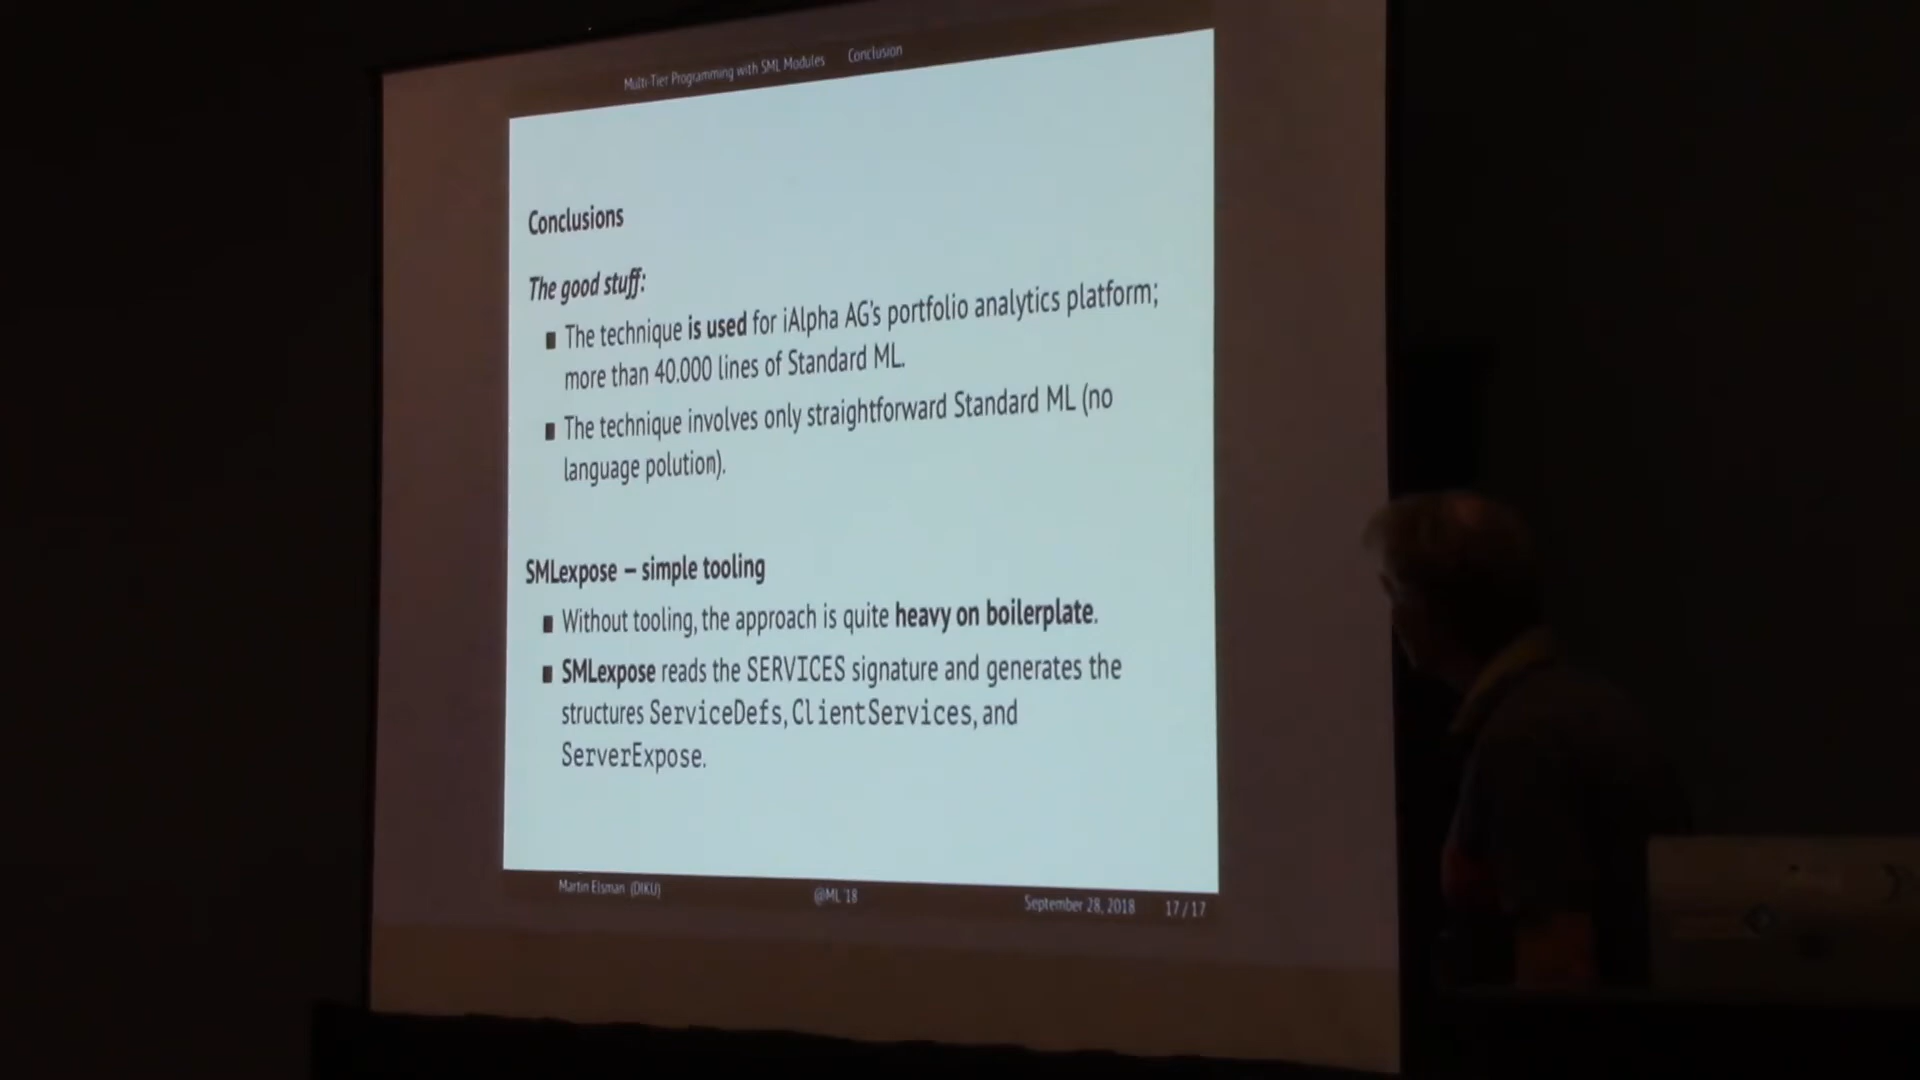 Multi-Tier Programming with SML Modules Conclusion
Conclusions
The good stuff:
■ The technique is used for iAlpha AG's portfolio analytics platform;
more than 40.000 lines of Standard ML.
■ The technique involves only straightforward Standard ML (no
language polution).
SMLexpose – simple tooling
■ Without tooling, the approach is quite heavy on boilerplate.
■ SMLexpose reads the SERVICES signature and generates the
structures ServiceDefs, ClientServices, and
ServerExpose.
Martin Elsman (DIKU) @ML '18 September 28, 2018 17 / 17